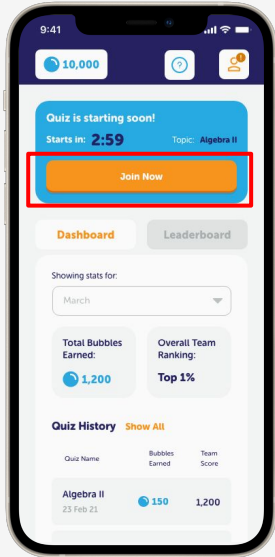 9:41
10,000
?
Quiz is starting soon!
Starts in: 2:59 Topic: Algebra II
Join Now
Dashboard Leaderboard
Showing stats for:
March
Total Bubbles Earned:
1,200
Overall Team Ranking:
Top 1%
Quiz History Show All
Quiz Name Bubbles Earned Team Score
Algebra II 150 1,200
23 Feb 21